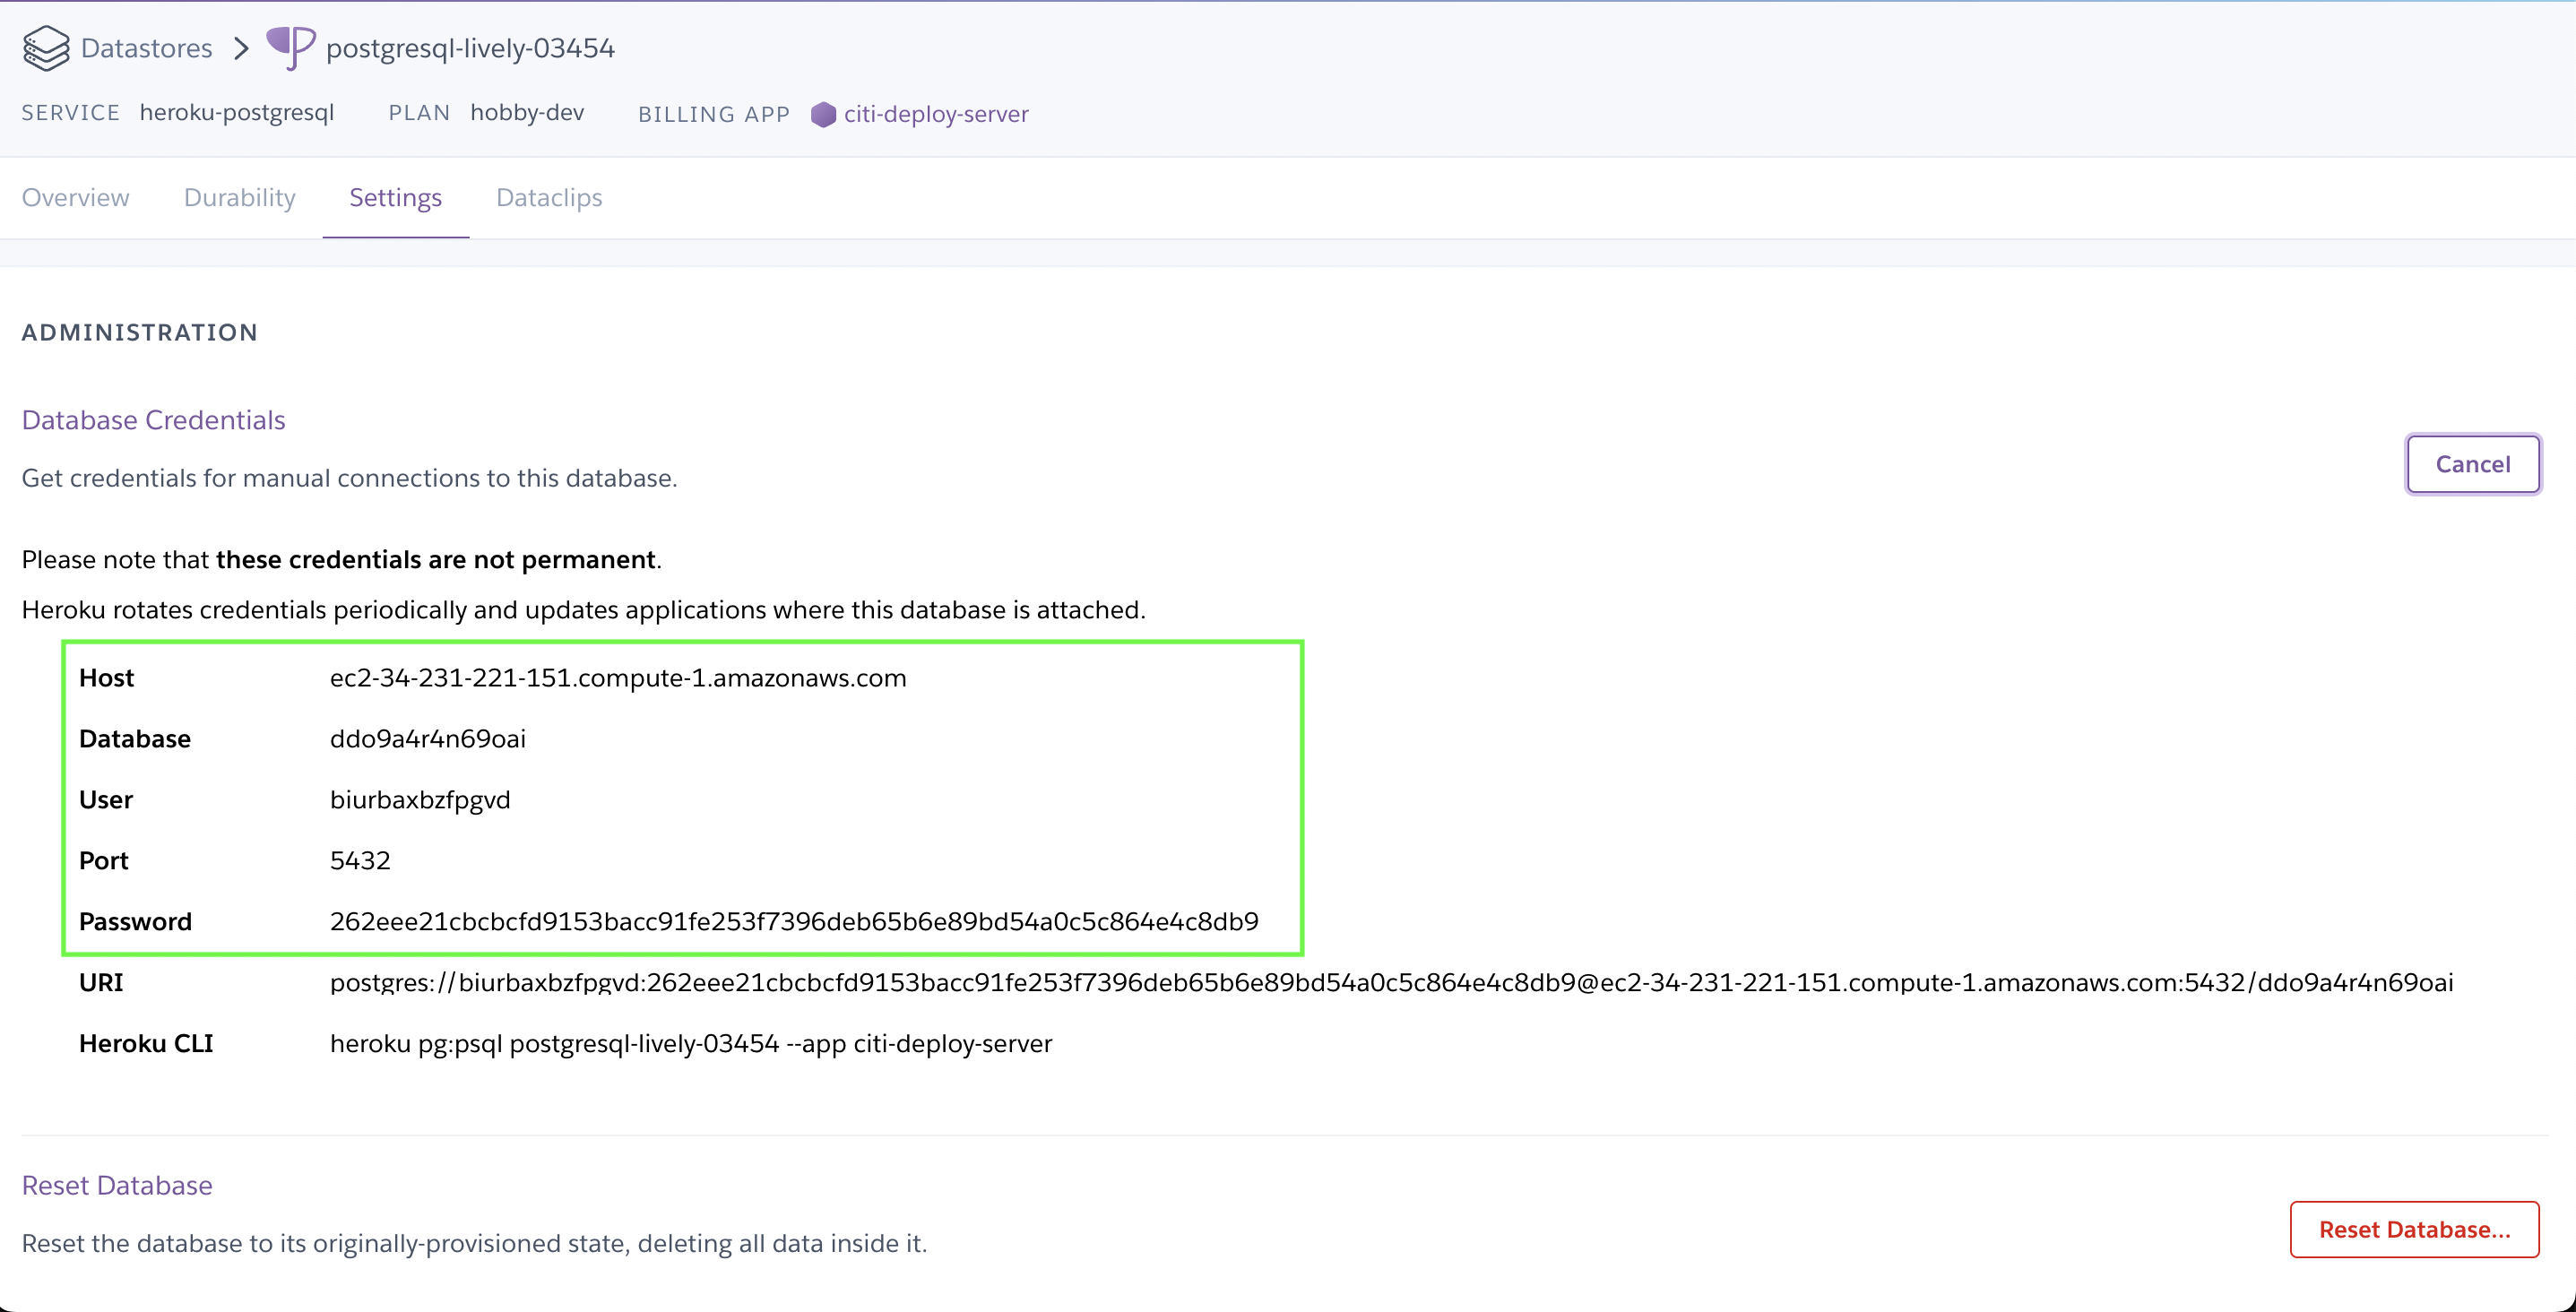 Datastores > postgresql-lively-03454
SERVICE heroku-postgresql PLAN hobby-dev BILLING APP citi-deploy-server
Overview Durability Settings Dataclips
ADMINISTRATION
Database Credentials
Get credentials for manual connections to this database.
Cancel
Please note that these credentials are not permanent.
Heroku rotates credentials periodically and updates applications where this database is attached.
Host ec2-34-231-221-151.compute-1.amazonaws.com
Database ddo9a4r4n69oai
User biurbaxbzfpgvd
Port 5432
Password 262eee21cbcbcfd9153bacc91fe253f7396deb65b6e89bd54a0c5c864e4c8db9
URI postgres://biurbaxbzfpgvd:262eee21cbcbcfd9153bacc91fe253f7396deb65b6e89bd54a0c5c864e4c8db9@ec2-34-231-221-151.compute-1.amazonaws.com:5432/ddo9a4r4n69oai
Heroku CLI heroku pg:psql postgresql-lively-03454 --app citi-deploy-server
Reset Database
Reset the database to its originally-provisioned state, deleting all data inside it.
Reset Database...